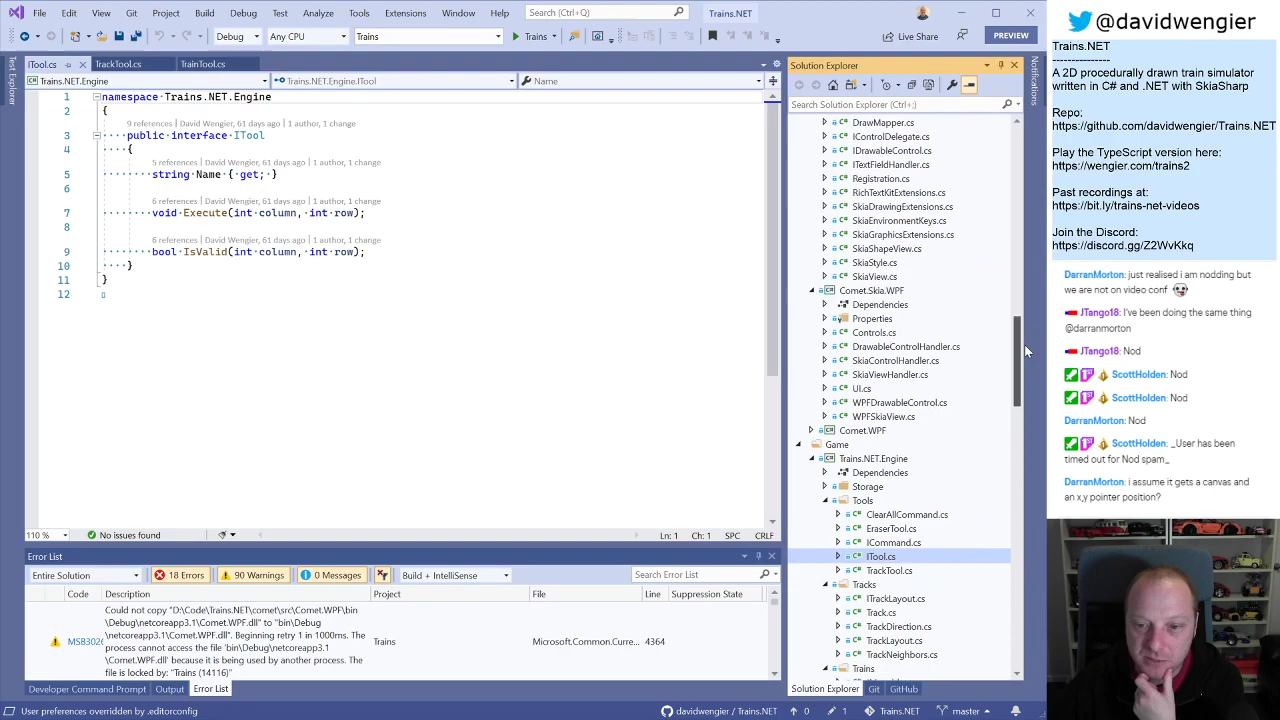 File Edit View Git Project Build Debug Test Analyze Tools Extensions Window Help Search (Ctrl+Q) Trains.NET
Debug Any CPU Trains Trains Live Share PREVIEW
ITool.cs TrackTool.cs TrainTool.cs
Trains.NET.Engine Trains.NET.Engine.ITool Name
Test Explorer
1 namespace Trains.NET.Engine
2 {
9 references | David Wengier, 61 days ago | 1 author, 1 change
3 public interface ITool
4 {
5 references | David Wengier, 61 days ago | 1 author, 1 change
5 string Name { get; }
6
6 references | David Wengier, 61 days ago | 1 author, 1 change
7 void Execute(int column, int row);
8
6 references | David Wengier, 61 days ago | 1 author, 1 change
9 bool IsValid(int column, int row);
10 }
11 }
12
110 % No issues found Ln: 1 Ch: 1 SPC CRLF
Error List
Entire Solution 18 Errors 90 Warnings 0 Messages Build + IntelliSense Search Error List
Code Description Project File Line Suppression State
Could not copy "D:\Code\Trains.NET\comet\src\Comet.WPF\bin
\Debug\netcoreapp3.1\Comet.WPF.dll" to "bin\Debug
\netcoreapp3.1\Comet.WPF.dll". Beginning retry 1 in 1000ms. The
MSB3026 process cannot access the file 'bin\Debug\netcoreapp3.1 Trains Microsoft.Common.Curre... 4364
\Comet.WPF.dll' because it is being used by another process. The
file is locked by: "Trains (14116)"
Developer Command Prompt Output Error List
User preferences overridden by .editorconfig davidwengier/Trains.NET 0 1 Trains.NET master
Solution Explorer
Search Solution Explorer (Ctrl+;)
DrawMapper.cs
IControlDelegate.cs
IDrawableControl.cs
ITextFieldHandler.cs
Registration.cs
RichTextKitExtensions.cs
SkiaDrawingExtensions.cs
SkiaEnvironmentKeys.cs
SkiaGraphicsExtensions.cs
SkiaShapeView.cs
SkiaStyle.cs
SkiaView.cs
Comet.Skia.WPF
Dependencies
Properties
Controls.cs
DrawableControlHandler.cs
SkiaControlHandler.cs
SkiaViewHandler.cs
UI.cs
WPFDrawableControl.cs
WPFSkiaView.cs
Comet.WPF
Game
Trains.NET.Engine
Dependencies
Storage
Tools
ClearAllCommand.cs
EraserTool.cs
ICommand.cs
ITool.cs
TrackTool.cs
Tracks
ITrackLayout.cs
Track.cs
TrackDirection.cs
TrackLayout.cs
TrackNeighbors.cs
Trains
Solution Explorer Git GitHub
Notifications
@davidwengier
Trains.NET
--------------
A 2D procedurally drawn train simulator
written in C# and .NET with SkiaSharp
Repo:
https://github.com/davidwengier/Trains.NET
Play the TypeScript version here:
https://wengier.com/trains2
Past recordings at:
https://bit.ly/trains-net-videos
Join the Discord:
https://discord.gg/Z2WvKkq
DarranMorton: just realised i am nodding but
we are not on video conf
JTango18: I've been doing the same thing
@darranmorton
JTango18: Nod
ScottHolden: Nod
ScottHolden: Nod
DarranMorton: Nod
ScottHolden: _User has been
timed out for Nod spam_
DarranMorton: i assume it gets a canvas and
an x,y pointer position?